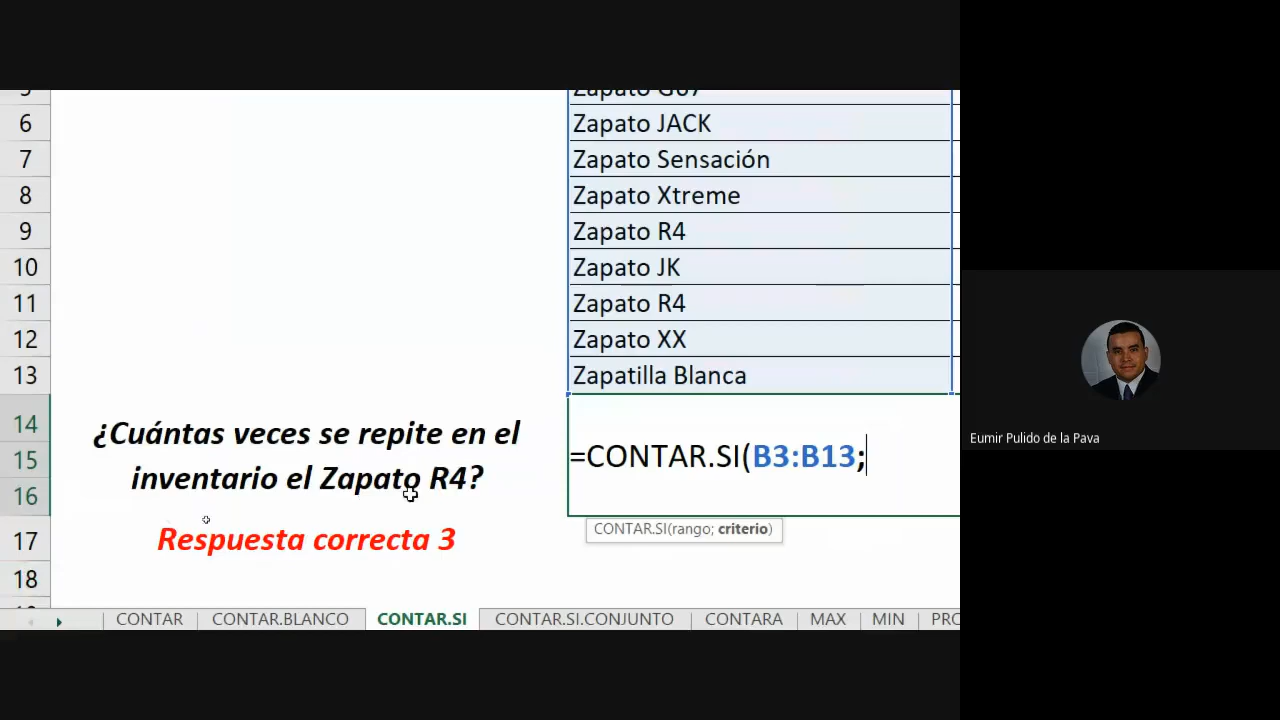 Zapato G67
6 Zapato JACK
7 Zapato Sensación
8 Zapato Xtreme
9 Zapato R4
10 Zapato JK
11 Zapato R4
12 Zapato XX
13 Zapatilla Blanca
14
15
16
¿Cuántas veces se repite en el
inventario el Zapato R4?
=CONTAR.SI(B3:B13;
CONTAR.SI(rango; criterio)
17 Respuesta correcta 3
18
CONTAR CONTAR.BLANCO CONTAR.SI CONTAR.SI.CONJUNTO CONTARA MAX MIN PRO
Eumir Pulido de la Pava